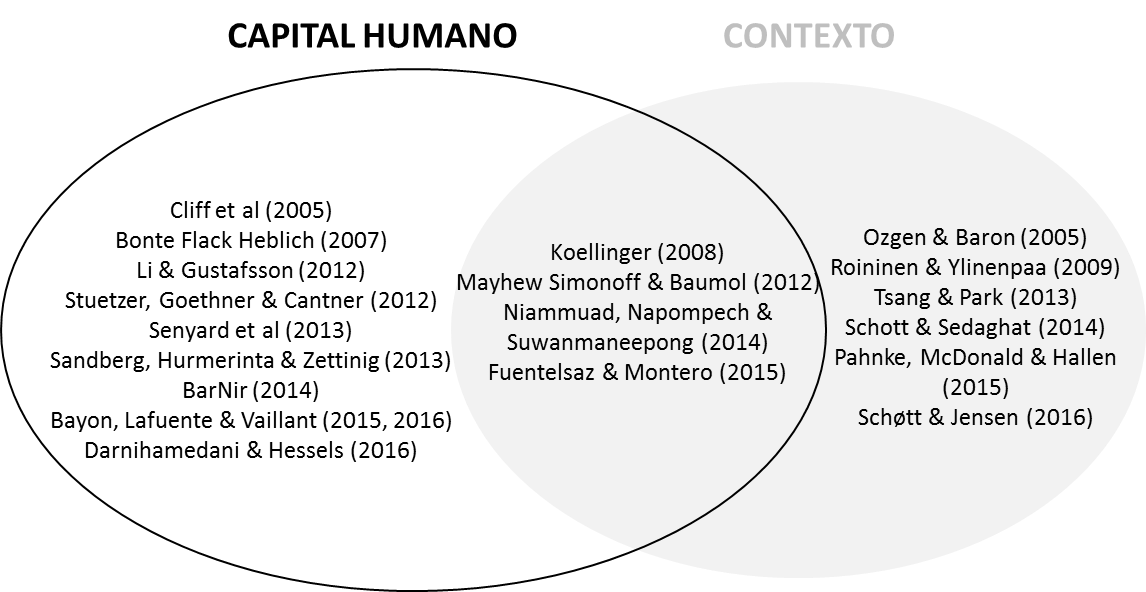 CAPITAL HUMANO
CONTEXTO
Cliff et al (2005)
Bonte Flack Heblich (2007)
Li & Gustafsson (2012)
Stuetzer, Goethner & Cantner (2012)
Senyard et al (2013)
Sandberg, Hurmerinta & Zettinig (2013)
BarNir (2014)
Bayon, Lafuente & Vaillant (2015, 2016)
Darnihamedani & Hessels (2016)
Koellinger (2008)
Mayhew Simonoff & Baumol (2012)
Niammuad, Napompech &
Suwanmaneepong (2014)
Fuentelsaz & Montero (2015)
Ozgen & Baron (2005)
Roininen & Ylinenpaa (2009)
Tsang & Park (2013)
Schott & Sedaghat (2014)
Pahnke, McDonald & Hallen
(2015)
Schøtt & Jensen (2016)